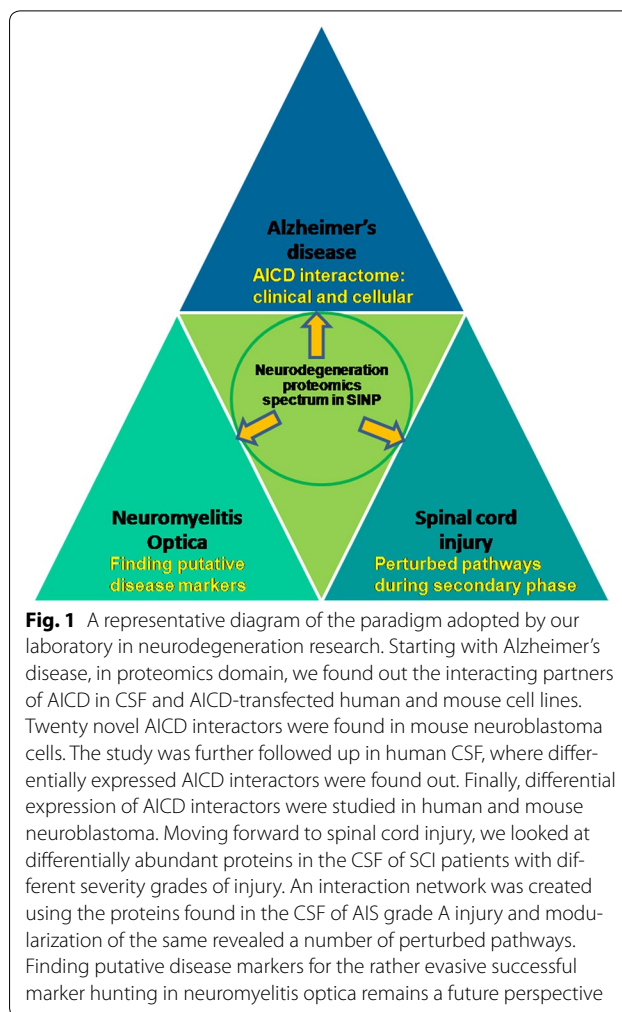 Alzheimer's
disease
AICD interactome:
clinical and cellular
Neurodegeneration
proteomics
spectrum in SINP
Neuromyelitis
Optica
Finding putative
disease markers
Spinal cord
injury
Perturbed pathways
during secondary phase
Fig. 1 A representative diagram of the paradigm adopted by our
laboratory in neurodegeneration research. Starting with Alzheimer's
disease, in proteomics domain, we found out the interacting partners
of AICD in CSF and AICD-transfected human and mouse cell lines.
Twenty novel AICD interactors were found in mouse neuroblastoma
cells. The study was further followed up in human CSF, where differ-
entially expressed AICD interactors were found out. Finally, differential
expression of AICD interactors were studied in human and mouse
neuroblastoma. Moving forward to spinal cord injury, we looked at
differentially abundant proteins in the CSF of SCI patients with dif-
ferent severity grades of injury. An interaction network was created
using the proteins found in the CSF of AIS grade A injury and modu-
larization of the same revealed a number of perturbed pathways.
Finding putative disease markers for the rather evasive successful
marker hunting in neuromyelitis optica remains a future perspective